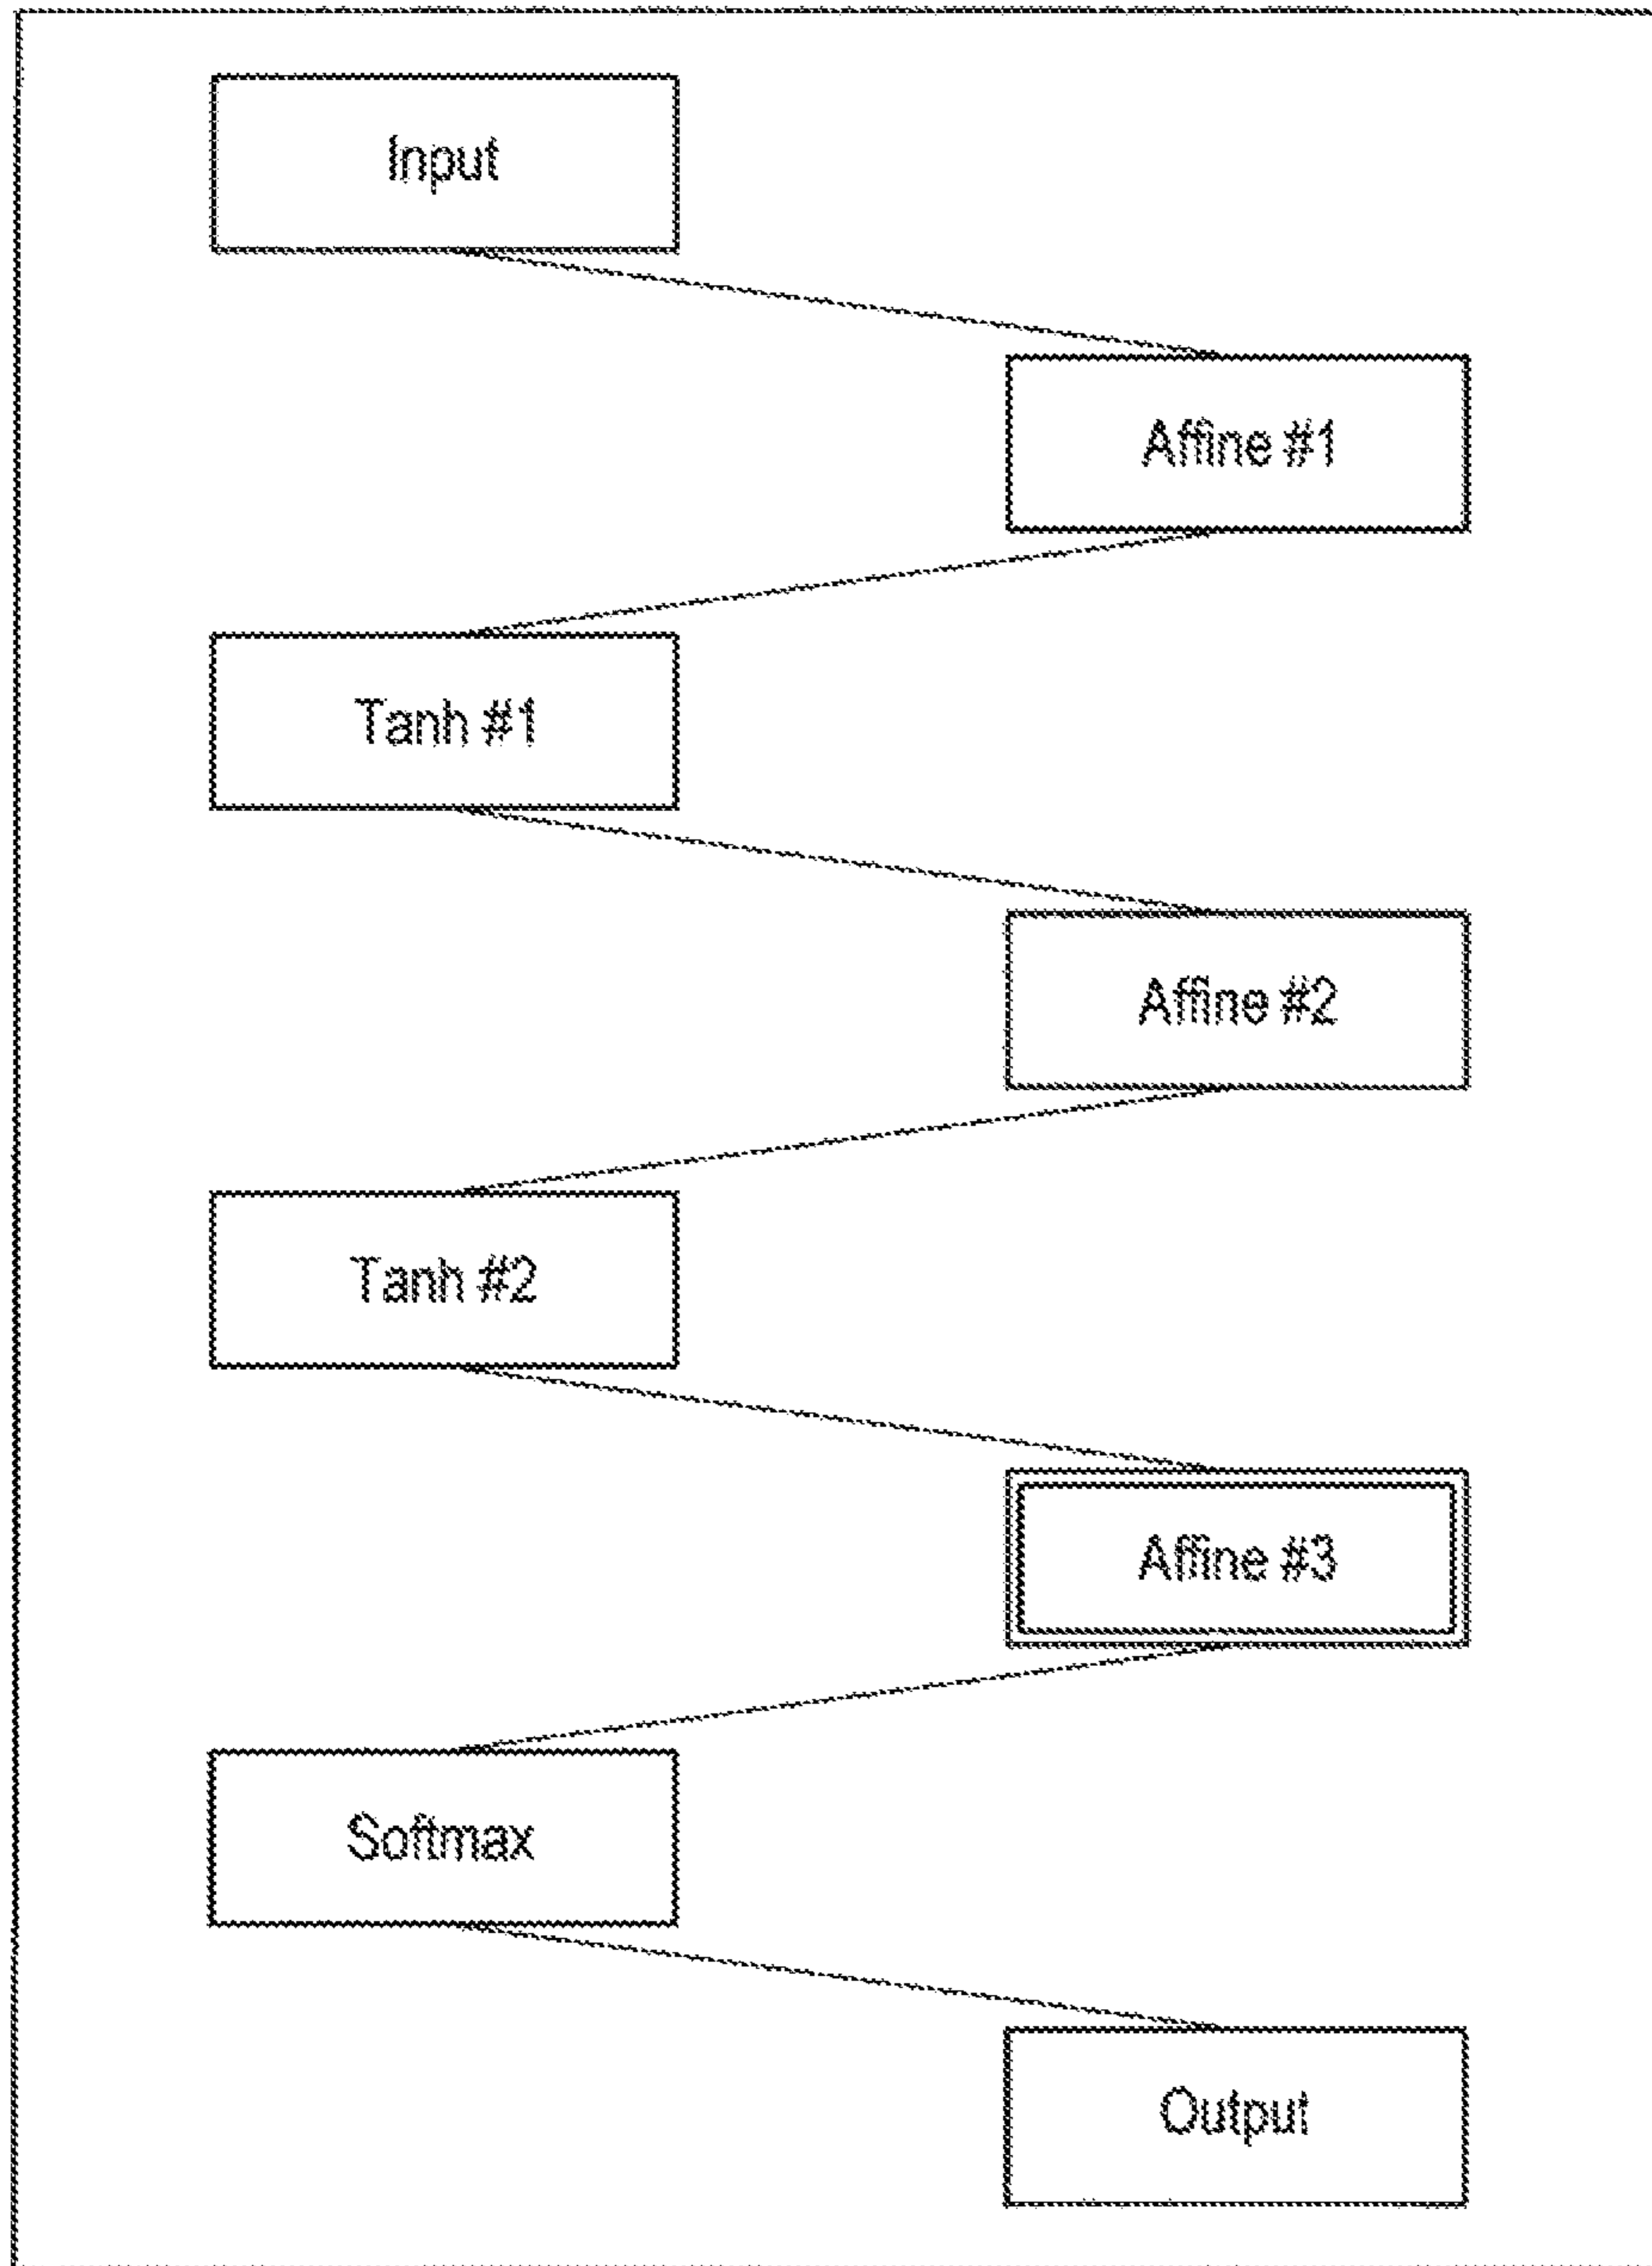 Input
Affine #1
Tanh #1
Affine #2
Tanh #2
Affine #3
Softmax
Output